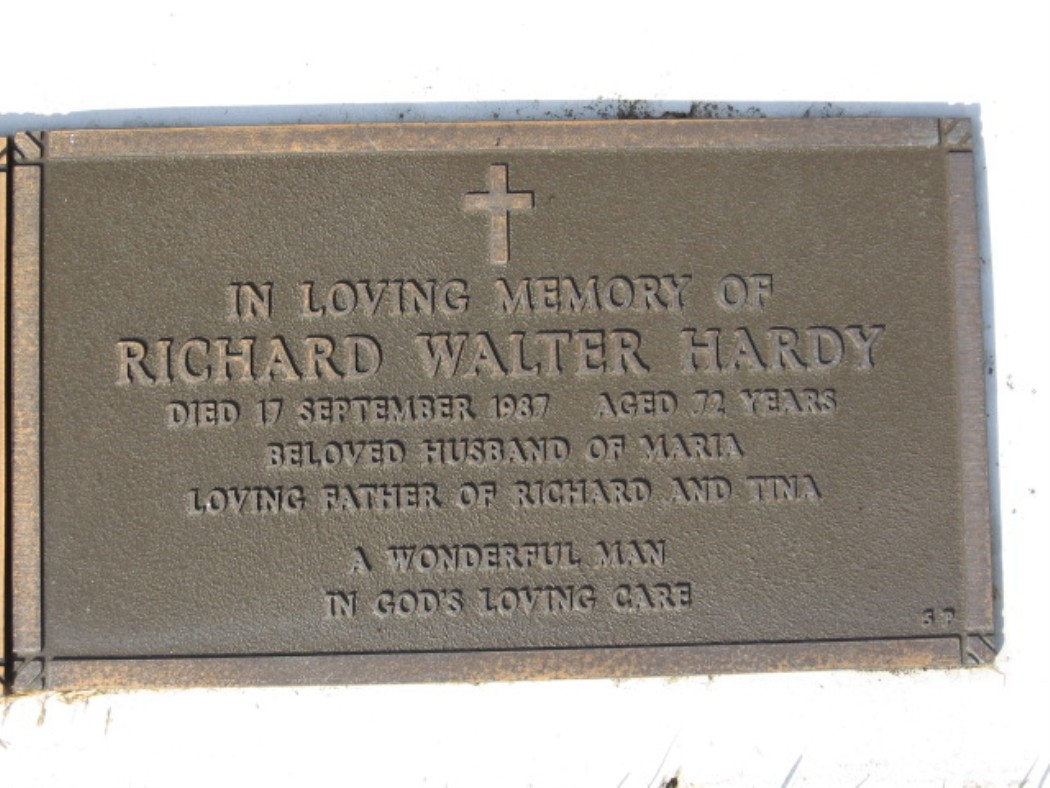 IN LOVING MEMORY OF
RICHARD WALTER HARDY
DIED 17 SEPTEMBER 1987 AGED 72 YEARS
BELOVED HUSBAND OF MARIA
LOVING FATHER OF RICHARD AND TINA
A WONDERFUL MAN
IN GOD'S LOVING CARE
S P